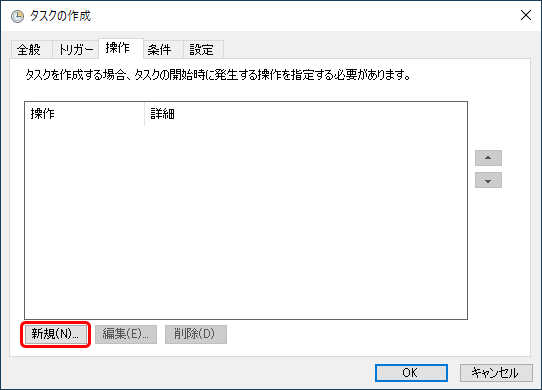 タスクの作成
全般 トリガー 操作 条件 設定
タスクを作成する場合、タスクの開始時に発生する操作を指定する必要があります。
操作 詳細
新規(N)... 編集(E)... 削除(D)
OK キャンセル